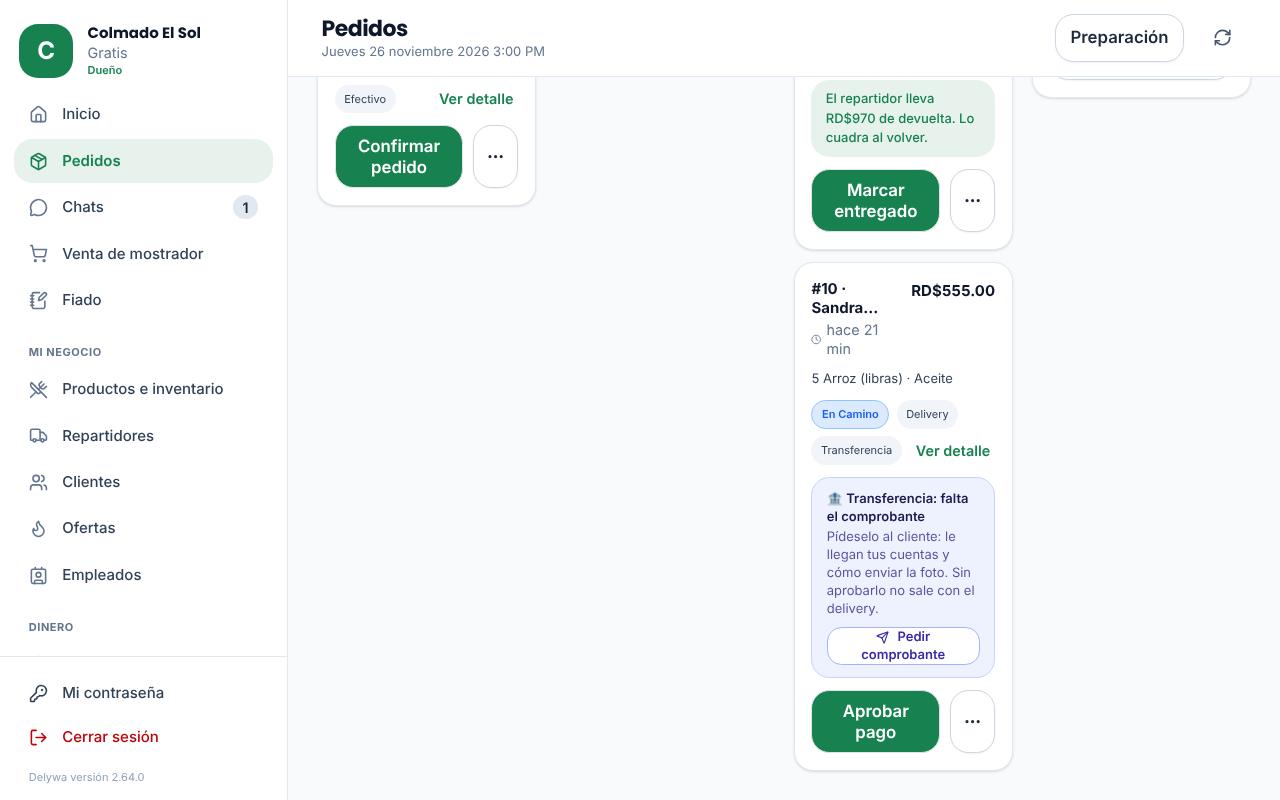 C
Colmado El Sol
Gratis
Dueño
Inicio
Pedidos
Chats
1
Venta de mostrador
Fiado
MI NEGOCIO
Productos e inventario
Repartidores
Clientes
Ofertas
Empleados
DINERO
Mi contraseña
Cerrar sesión
Delywa versión 2.64.0
Pedidos
Jueves 26 noviembre 2026 3:00 PM
Preparación
Efectivo
Ver detalle
Confirmar
pedido
...
El repartidor lleva
RD$970 de devuelta. Lo
cuadra al volver.
Marcar
entregado
...
#10 ·
Sandra...
RD$555.00
hace 21
min
5 Arroz (libras) · Aceite
En Camino
Delivery
Transferencia
Ver detalle
🏦 Transferencia: falta
el comprobante
Pídeselo al cliente: le
llegan tus cuentas y
cómo enviar la foto. Sin
aprobarlo no sale con el
delivery.
Pedir
comprobante
Aprobar
pago
...